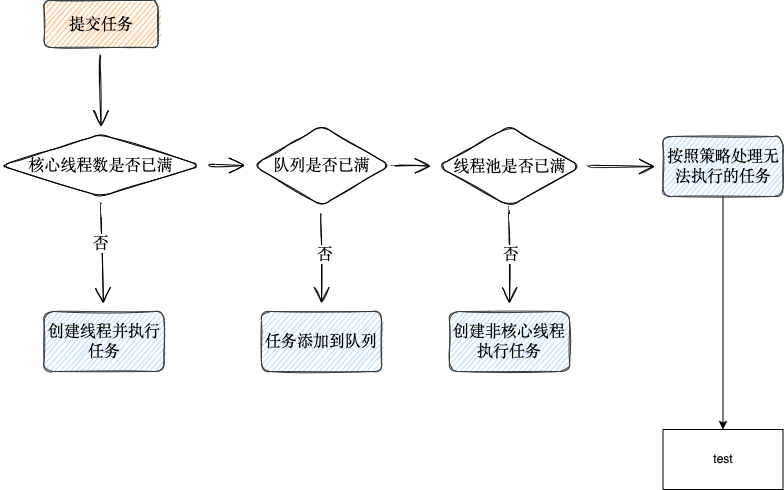 提交任务
核心线程数是否已满
队列是否已满
线程池是否已满
按照策略处理无
法执行的任务
否
否
否
创建线程并执行
任务
任务添加到队列
创建非核心线程
执行任务
test